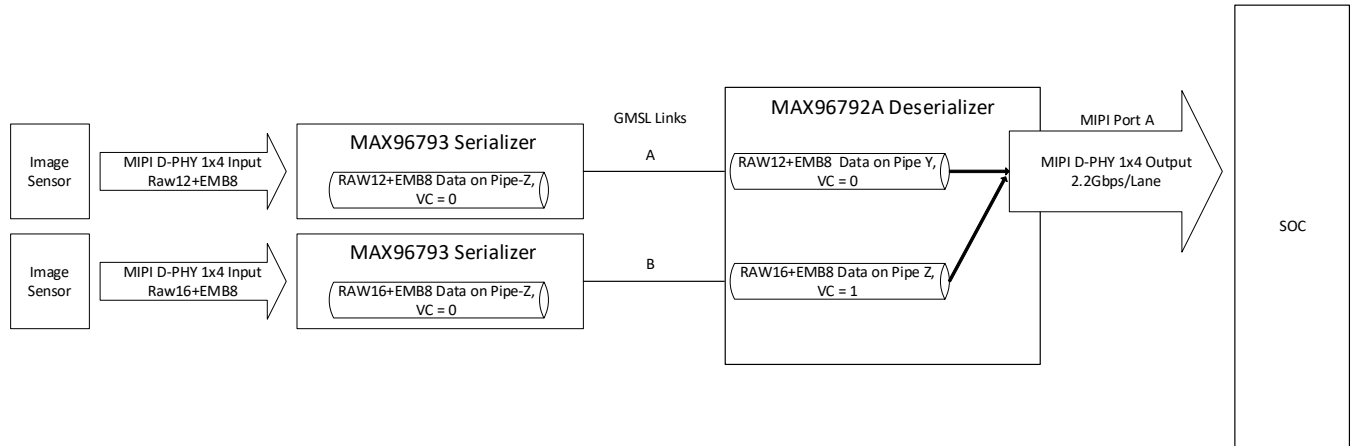 Image
Sensor
MIPI D-PHY 1x4 Input
Raw12+EMB8
MAX96793 Serializer
RAW12+EMB8 Data on Pipe-Z,
VC = 0
GMSL Links
A
MAX96792A Deserializer
RAW12+EMB8  Data on Pipe Y,
VC = 0
MIPI Port A
MIPI D-PHY 1x4 Output
2.2Gbps/Lane
SOC
Image
Sensor
MIPI D-PHY 1x4 Input
Raw16+EMB8
MAX96793 Serializer
RAW16+EMB8 Data on Pipe-Z,
VC = 0
B
RAW16+EMB8 Data on Pipe Z,
VC = 1